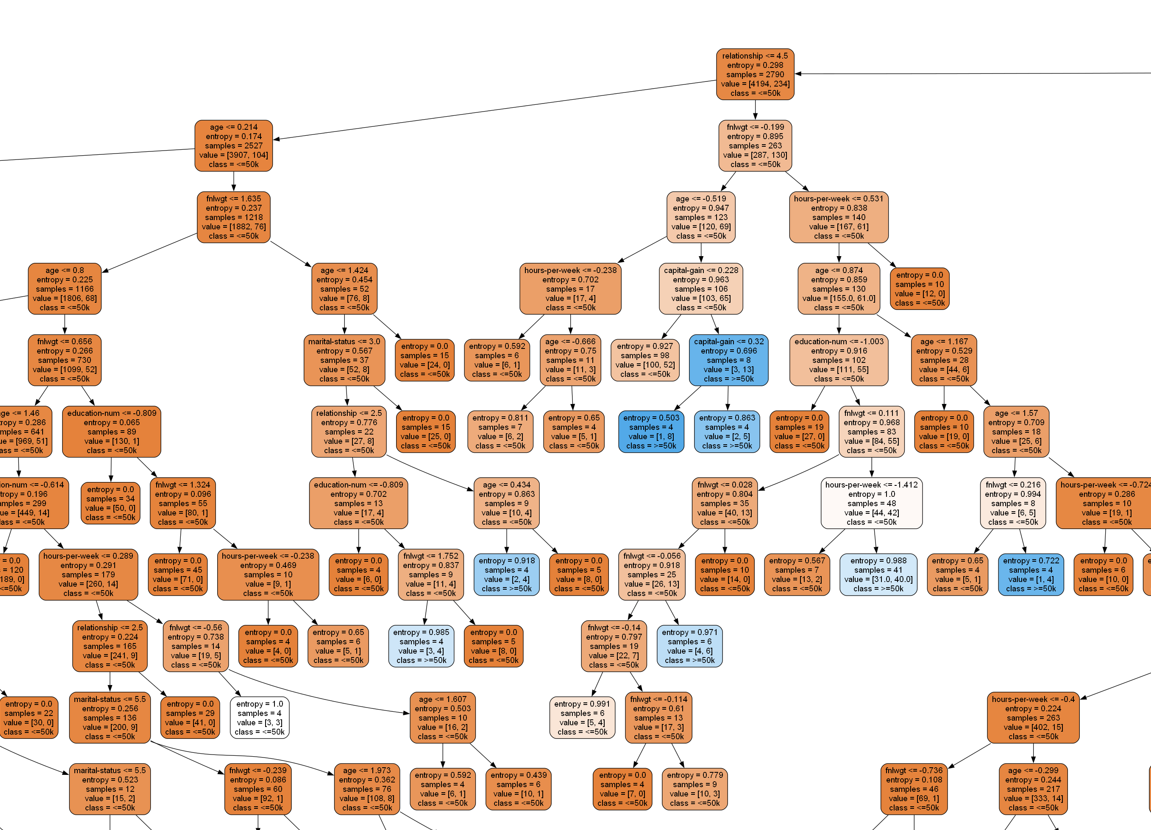 relationship <= 4.5
entropy = 0.298
samples = 2790
value = [4194, 234]
class = <=50k
age <= 0.214
entropy = 0.174
samples = 2527
value = [3907, 104]
class = <=50k
fnlwgt <= -0.199
entropy = 0.895
samples = 263
value = [287, 130]
class = <=50k
fnlwgt <= 1.635
entropy = 0.237
samples = 1218
value = [1882, 76]
class = <=50k
age <= -0.519
entropy = 0.947
samples = 123
value = [120, 69]
class = <=50k
hours-per-week <= 0.531
entropy = 0.838
samples = 140
value = [167, 61]
class = <=50k
age <= 0.8
entropy = 0.225
samples = 1166
value = [1806, 68]
class = <=50k
age <= 1.424
entropy = 0.454
samples = 52
value = [76, 8]
class = <=50k
hours-per-week <= -0.238
entropy = 0.702
samples = 17
value = [17, 4]
class = <=50k
capital-gain <= 0.228
entropy = 0.963
samples = 106
value = [103, 65]
class = <=50k
age <= 0.874
entropy = 0.859
samples = 130
value = [155.0, 61.0]
class = <=50k
entropy = 0.0
samples = 10
value = [12, 0]
class = <=50k
fnlwgt <= 0.656
entropy = 0.266
samples = 730
value = [1099, 52]
class = <=50k
marital-status <= 3.0
entropy = 0.567
samples = 37
value = [52, 8]
class = <=50k
entropy = 0.0
samples = 15
value = [24, 0]
class = <=50k
entropy = 0.592
samples = 6
value = [6, 1]
class = <=50k
age <= -0.666
entropy = 0.75
samples = 11
value = [11, 3]
class = <=50k
entropy = 0.927
samples = 98
value = [100, 52]
class = <=50k
capital-gain <= 0.32
entropy = 0.696
samples = 8
value = [3, 13]
class = >=50k
education-num <= -1.003
entropy = 0.916
samples = 102
value = [111, 55]
class = <=50k
age <= 1.167
entropy = 0.529
samples = 28
value = [44, 6]
class = <=50k
age <= 1.46
entropy = 0.286
samples = 641
value = [969, 51]
class = <=50k
education-num <= -0.809
entropy = 0.065
samples = 89
value = [130, 1]
class = <=50k
relationship <= 2.5
entropy = 0.776
samples = 22
value = [27, 8]
class = <=50k
entropy = 0.0
samples = 15
value = [25, 0]
class = <=50k
entropy = 0.811
samples = 7
value = [6, 2]
class = <=50k
entropy = 0.65
samples = 4
value = [5, 1]
class = <=50k
entropy = 0.503
samples = 4
value = [1, 8]
class = >=50k
entropy = 0.863
samples = 4
value = [2, 5]
class = >=50k
entropy = 0.0
samples = 19
value = [27, 0]
class = <=50k
fnlwgt <= 0.111
entropy = 0.968
samples = 83
value = [84, 55]
class = <=50k
entropy = 0.0
samples = 10
value = [19, 0]
class = <=50k
age <= 1.57
entropy = 0.709
samples = 18
value = [25, 6]
class = <=50k
on-num <= -0.614
entropy = 0.196
samples = 299
value = [449, 14]
class = <=50k
entropy = 0.0
samples = 34
value = [50, 0]
class = <=50k
fnlwgt <= 1.324
entropy = 0.096
samples = 55
value = [80, 1]
class = <=50k
education-num <= -0.809
entropy = 0.702
samples = 13
value = [17, 4]
class = <=50k
age <= 0.434
entropy = 0.863
samples = 9
value = [10, 4]
class = <=50k
fnlwgt <= 0.028
entropy = 0.804
samples = 35
value = [40, 13]
class = <=50k
hours-per-week <= -1.412
entropy = 1.0
samples = 48
value = [44, 42]
class = <=50k
fnlwgt <= 0.216
entropy = 0.994
samples = 8
value = [6, 5]
class = <=50k
hours-per-week <= -0.724
entropy = 0.286
samples = 10
value = [19, 1]
class = <=50k
= 0.0
= 120
189, 0]
<=50k
hours-per-week <= 0.289
entropy = 0.291
samples = 179
value = [260, 14]
class = <=50k
entropy = 0.0
samples = 45
value = [71, 0]
class = <=50k
hours-per-week <= -0.238
entropy = 0.469
samples = 10
value = [9, 1]
class = <=50k
entropy = 0.0
samples = 4
value = [6, 0]
class = <=50k
fnlwgt <= 1.752
entropy = 0.837
samples = 9
value = [11, 4]
class = <=50k
entropy = 0.918
samples = 4
value = [2, 4]
class = >=50k
entropy = 0.0
samples = 5
value = [8, 0]
class = <=50k
fnlwgt <= -0.056
entropy = 0.918
samples = 25
value = [26, 13]
class = <=50k
entropy = 0.0
samples = 10
value = [14, 0]
class = <=50k
entropy = 0.567
samples = 7
value = [13, 2]
class = <=50k
entropy = 0.988
samples = 41
value = [31.0, 40.0]
class = >=50k
entropy = 0.65
samples = 4
value = [5, 1]
class = <=50k
entropy = 0.722
samples = 4
value = [1, 4]
class = >=50k
entropy = 0.0
samples = 6
value = [10, 0]
class = <=50k
relationship <= 2.5
entropy = 0.224
samples = 165
value = [241, 9]
class = <=50k
fnlwgt <= -0.56
entropy = 0.738
samples = 14
value = [19, 5]
class = <=50k
entropy = 0.0
samples = 4
value = [4, 0]
class = <=50k
entropy = 0.65
samples = 6
value = [5, 1]
class = <=50k
entropy = 0.985
samples = 4
value = [3, 4]
class = >=50k
entropy = 0.0
samples = 5
value = [8, 0]
class = <=50k
fnlwgt <= -0.14
entropy = 0.797
samples = 19
value = [22, 7]
class = <=50k
entropy = 0.971
samples = 6
value = [4, 6]
class = >=50k
entropy = 0.0
samples = 22
value = [30, 0]
class = <=50k
marital-status <= 5.5
entropy = 0.256
samples = 136
value = [200, 9]
class = <=50k
entropy = 0.0
samples = 29
value = [41, 0]
class = <=50k
entropy = 1.0
samples = 4
value = [3, 3]
class = <=50k
age <= 1.607
entropy = 0.503
samples = 10
value = [16, 2]
class = <=50k
entropy = 0.991
samples = 6
value = [5, 4]
class = <=50k
fnlwgt <= -0.114
entropy = 0.61
samples = 13
value = [17, 3]
class = <=50k
hours-per-week <= -0.4
entropy = 0.224
samples = 263
value = [402, 15]
class = <=50k
marital-status <= 5.5
entropy = 0.523
samples = 12
value = [15, 2]
class = <=50k
fnlwgt <= -0.239
entropy = 0.086
samples = 60
value = [92, 1]
class = <=50k
age <= 1.973
entropy = 0.362
samples = 76
value = [108, 8]
class = <=50k
entropy = 0.592
samples = 4
value = [6, 1]
class = <=50k
entropy = 0.439
samples = 6
value = [10, 1]
class = <=50k
entropy = 0.0
samples = 4
value = [7, 0]
class = <=50k
entropy = 0.779
samples = 9
value = [10, 3]
class = <=50k
fnlwgt <= -0.736
entropy = 0.108
samples = 46
value = [69, 1]
class = <=50k
age <= -0.299
entropy = 0.244
samples = 217
value = [333, 14]
class = <=50k